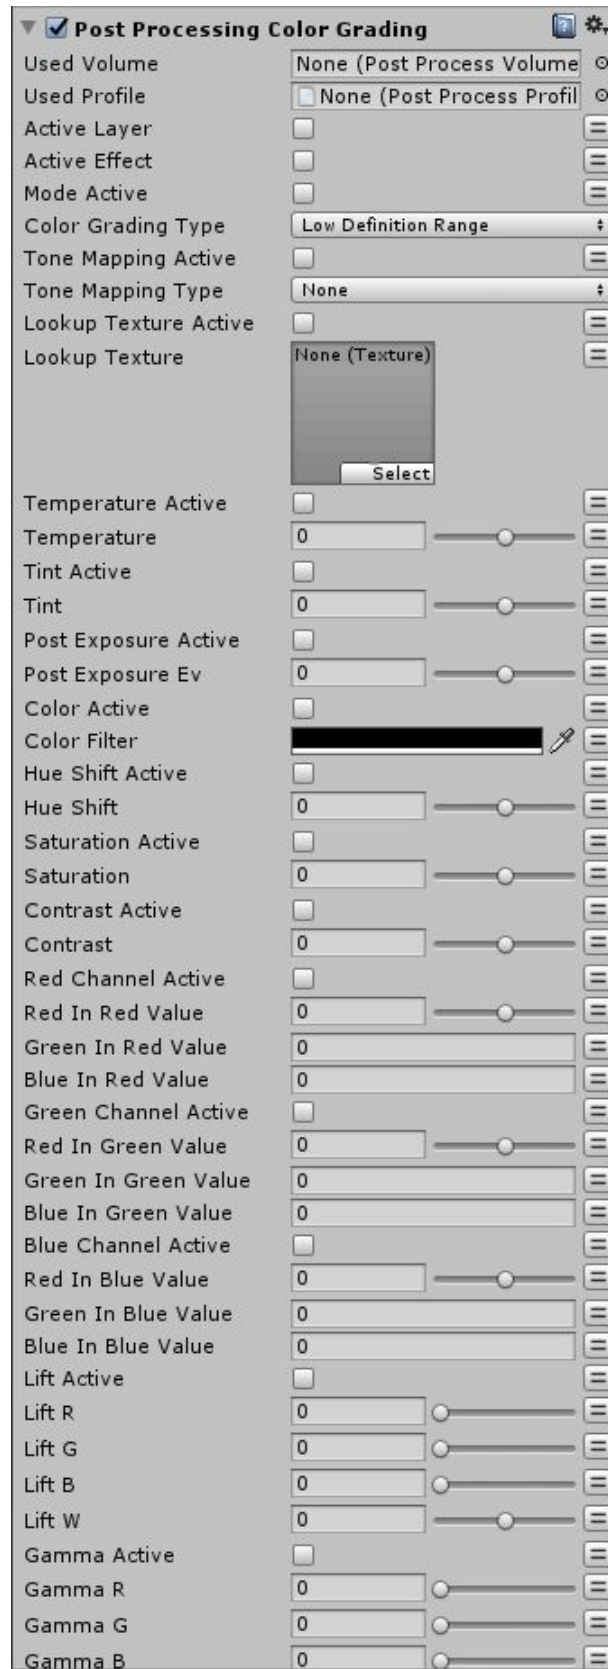 Post Processing Color Grading
Used Volume None (Post Process Volume
Used Profile None (Post Process Profil
Active Layer
Active Effect
Mode Active
Color Grading Type Low Definition Range
Tone Mapping Active
Tone Mapping Type None
Lookup Texture Active
Lookup Texture None (Texture)
Select
Temperature Active
Temperature 0
Tint Active
Tint 0
Post Exposure Active
Post Exposure Ev 0
Color Active
Color Filter
Hue Shift Active
Hue Shift 0
Saturation Active
Saturation 0
Contrast Active
Contrast 0
Red Channel Active
Red In Red Value 0
Green In Red Value 0
Blue In Red Value 0
Green Channel Active
Red In Green Value 0
Green In Green Value 0
Blue In Green Value 0
Blue Channel Active
Red In Blue Value 0
Green In Blue Value 0
Blue In Blue Value 0
Lift Active
Lift R 0
Lift G 0
Lift B 0
Lift W 0
Gamma Active
Gamma R 0
Gamma G 0
Gamma B 0